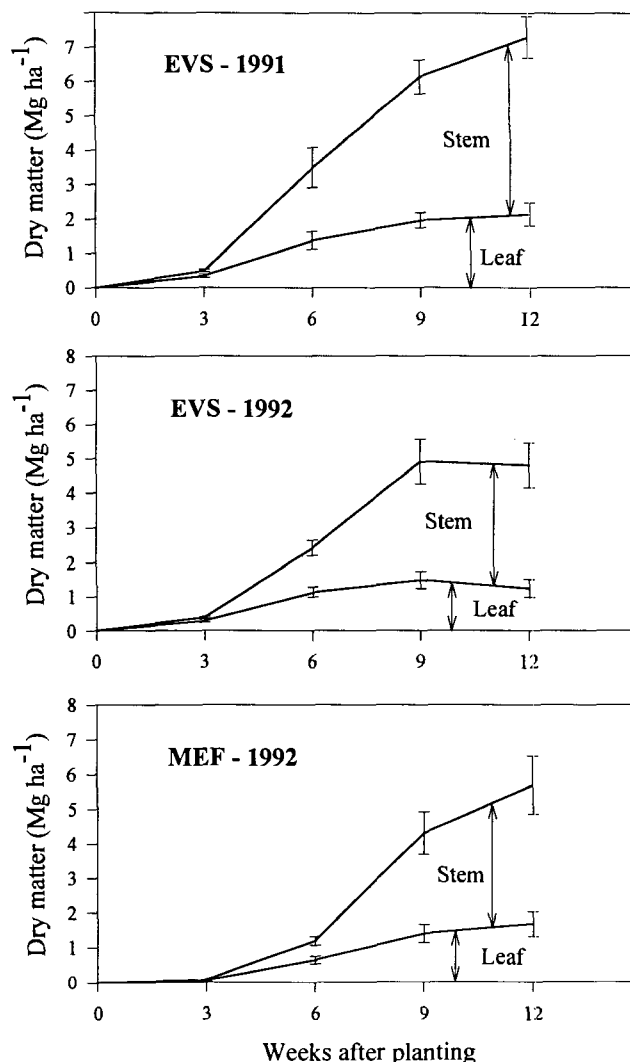 EVS - 1991
Dry matter (Mg ha⁻¹)
7
6
5
4
3
2
1
0
Stem
Leaf
0 3 6 9 12
EVS - 1992
Dry matter (Mg ha⁻¹)
8
7
6
5
4
3
2
1
0
Stem
Leaf
0 3 6 9 12
MEF - 1992
Dry matter (Mg ha⁻¹)
8
7
6
5
4
3
2
1
0
Stem
Leaf
0 3 6 9 12
Weeks after planting